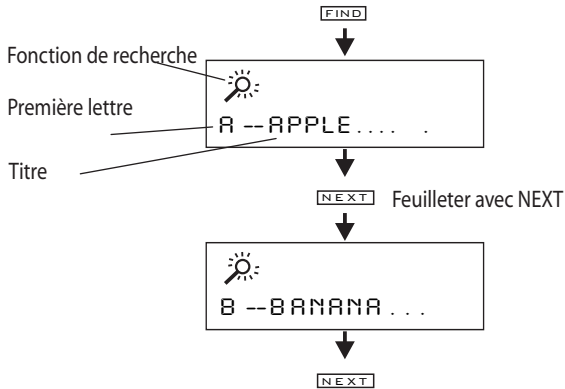 FIND
Fonction de recherche
Première lettre
A --APPLE.... .
Titre
NEXT Feuilleter avec NEXT
B --BANANA...
NEXT